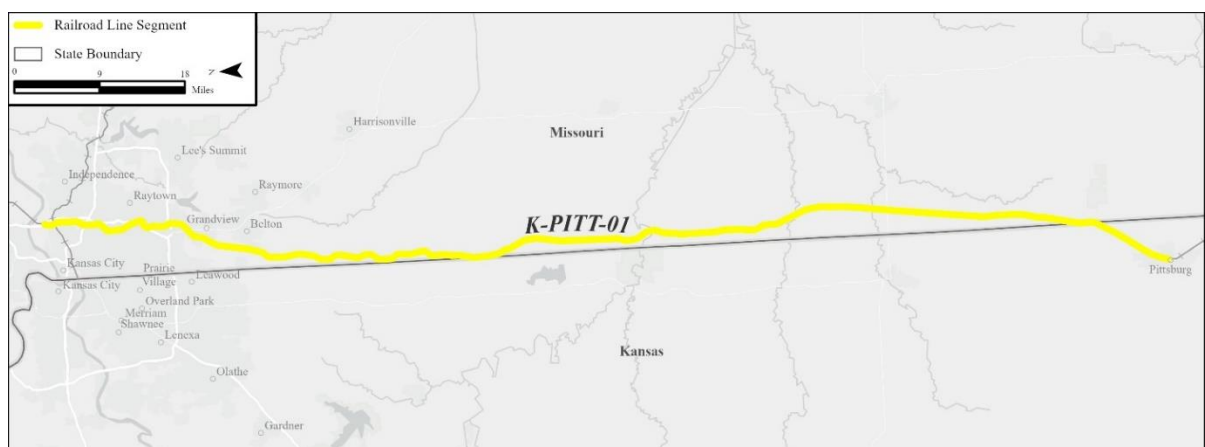 Railroad Line Segment
State Boundary
0 9 18
Miles
Harrisonville
Missouri
Lee's Summit
Independence
Raymore
Raytown
Grandview
Belton
K-PITT-01
Kansas City
Prairie
Village
Leawood
Kansas City
Overland Park
Merriam
Shawnee
Lenexa
Pittsburg
Kansas
Olathe
Gardner